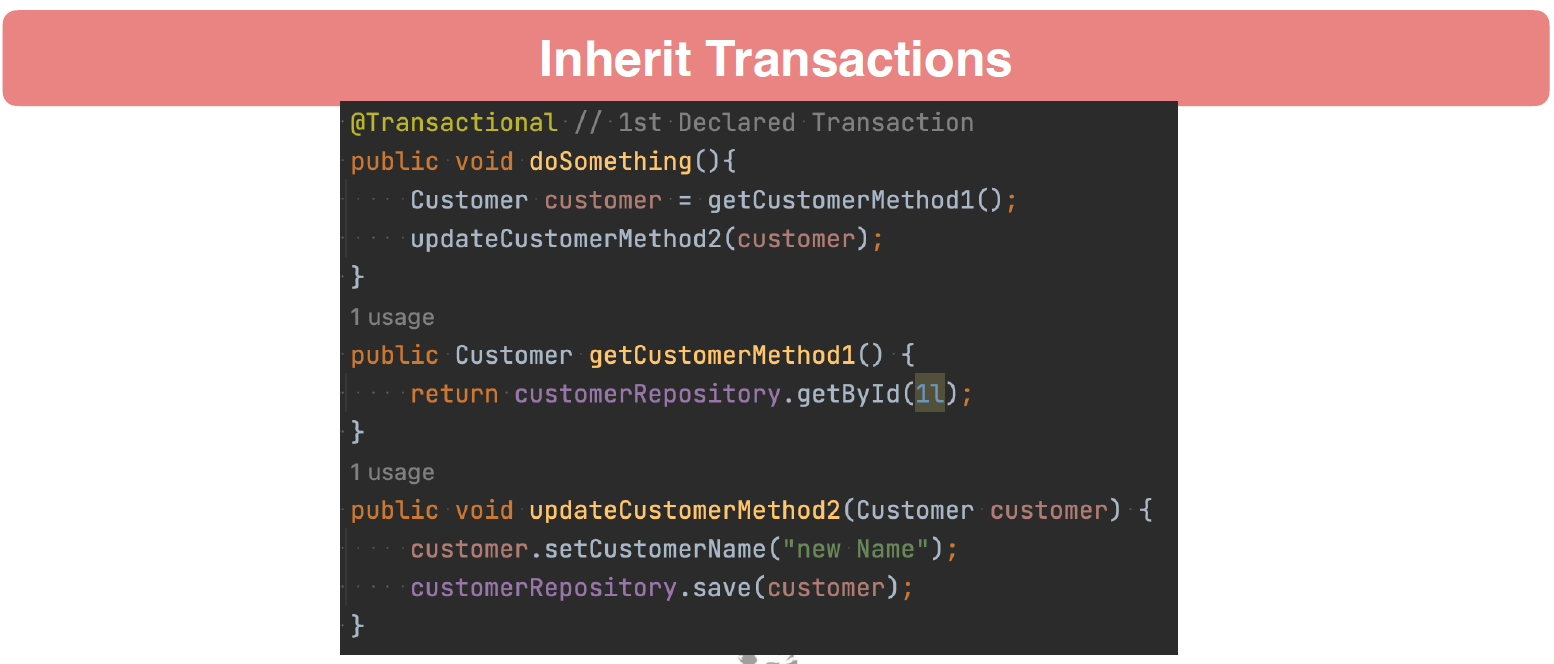 Inherit Transactions
@Transactional // 1st Declared Transaction
public void doSomething(){
Customer customer = getCustomerMethod1();
updateCustomerMethod2(customer);
}
1 usage
public Customer getCustomerMethod1() {
return customerRepository.getById(1l);
}
1 usage
public void updateCustomerMethod2(Customer customer) {
customer.setCustomerName("new Name");
customerRepository.save(customer);
}